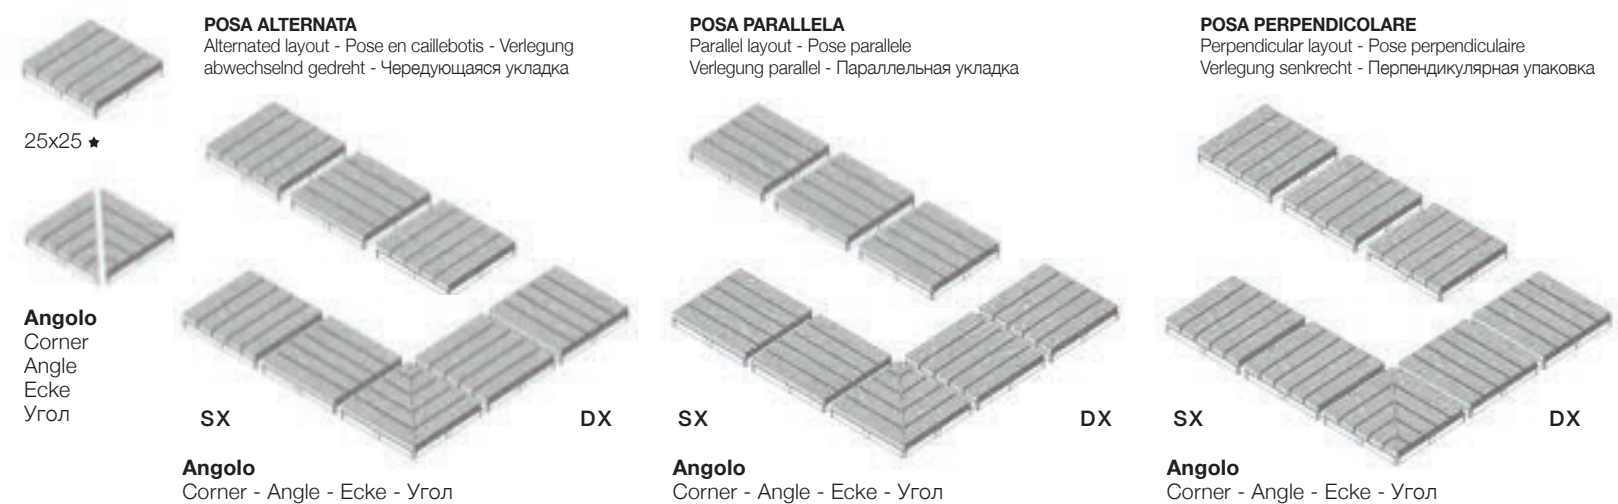 25x25 ★
Angolo
Corner
Angle
Ecke
Угол
POSA ALTERNATA
Alternated layout - Pose en caillebotis - Verlegung
abwechselnd gedreht - Чередующаяся укладка
SX
DX
Angolo
Corner - Angle - Ecke - Угол
POSA PARALLELA
Parallel layout - Pose parallele
Verlegung parallel - Параллельная укладка
SX
DX
Angolo
Corner - Angle - Ecke - Угол
POSA PERPENDICOLARE
Perpendicular layout - Pose perpendiculaire
Verlegung senkrecht - Перпендикулярная упаковка
SX
DX
Angolo
Corner - Angle - Ecke - Угол